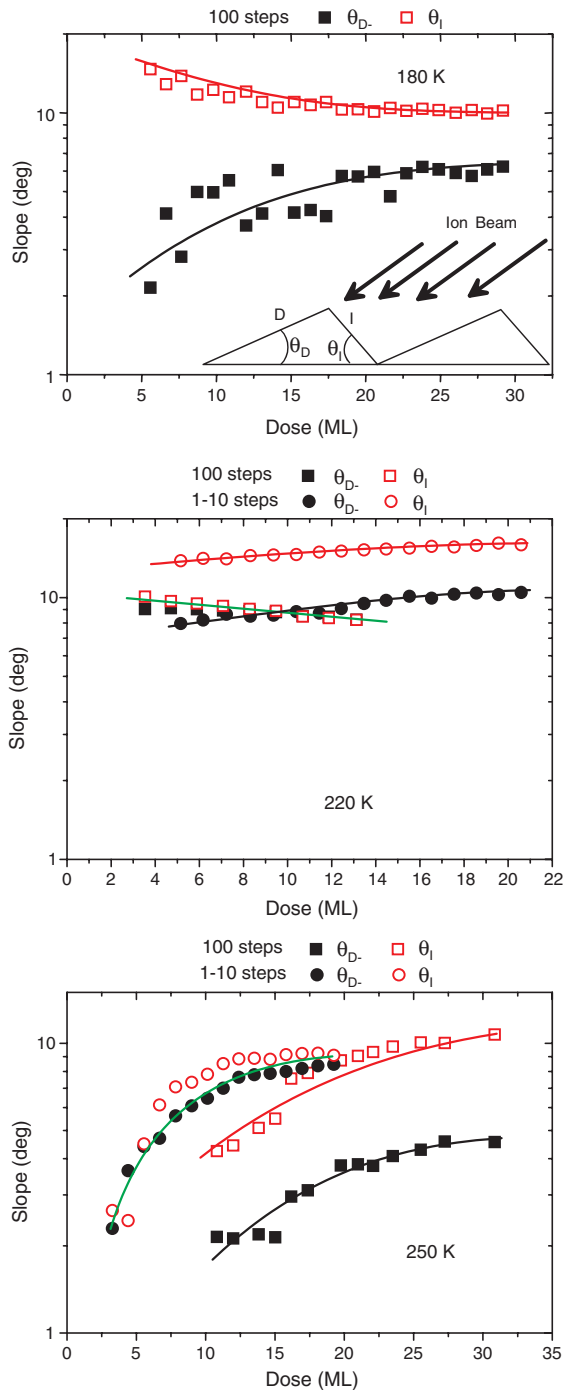 100 steps ■ θD- □ θI
180 K
Ion Beam
D I
θD θI
10
1
Slope (deg)
0 5 10 15 20 25 30
Dose (ML)
100 steps ■ θD- □ θI
1-10 steps ● θD- ○ θI
10
1
Slope (deg)
220 K
0 2 4 6 8 10 12 14 16 18 20 22
Dose (ML)
100 steps ■ θD- □ θI
1-10 steps ● θD- ○ θI
10
1
Slope (deg)
250 K
0 5 10 15 20 25 30 35
Dose (ML)